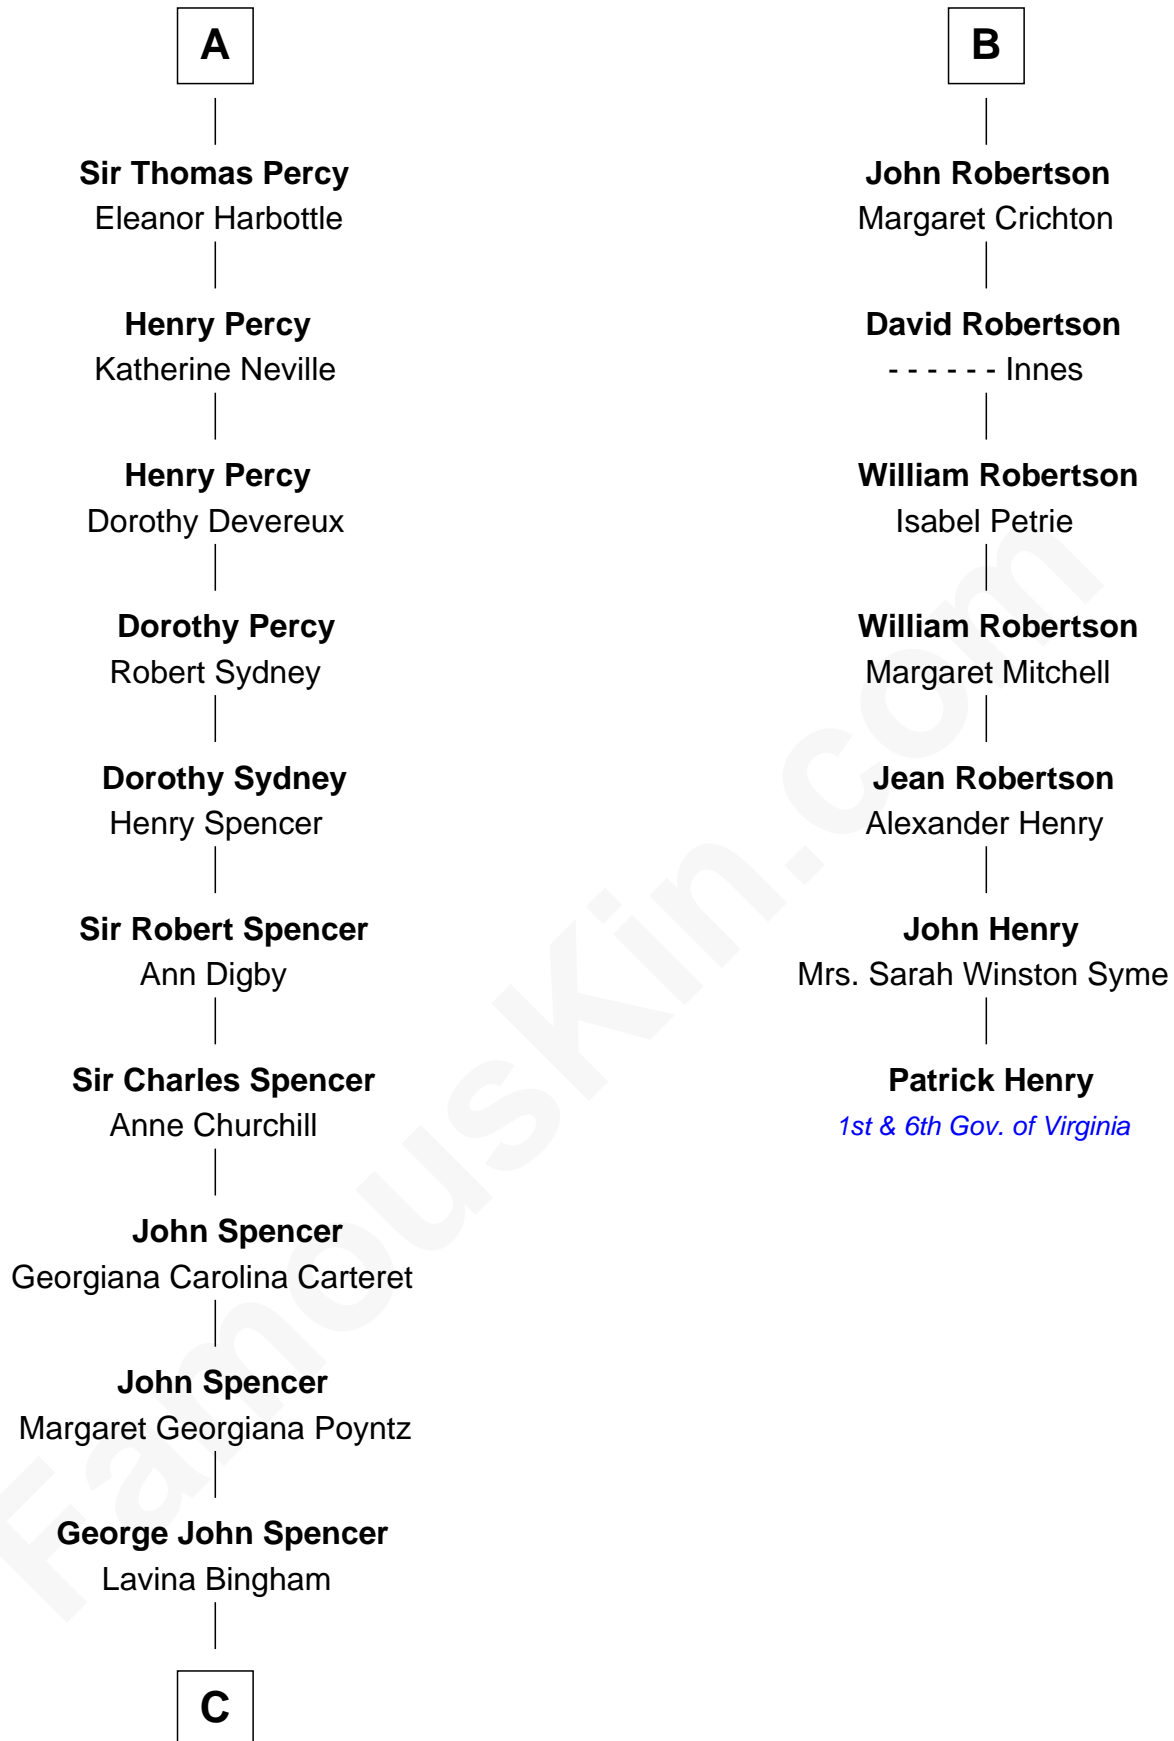 A
Sir Thomas Percy
Eleanor Harbottle
Henry Percy
Katherine Neville
Henry Percy
Dorothy Devereux
Dorothy Percy
Robert Sydney
Dorothy Sydney
Henry Spencer
Sir Robert Spencer
Ann Digby
Sir Charles Spencer
Anne Churchill
John Spencer
Georgiana Carolina Carteret
John Spencer
Margaret Georgiana Poyntz
George John Spencer
Lavina Bingham
C
B
John Robertson
Margaret Crichton
David Robertson
- - - - - - Innes
William Robertson
Isabel Petrie
William Robertson
Margaret Mitchell
Jean Robertson
Alexander Henry
John Henry
Mrs. Sarah Winston Syme
Patrick Henry
1st & 6th Gov. of Virginia
FamousKin.com